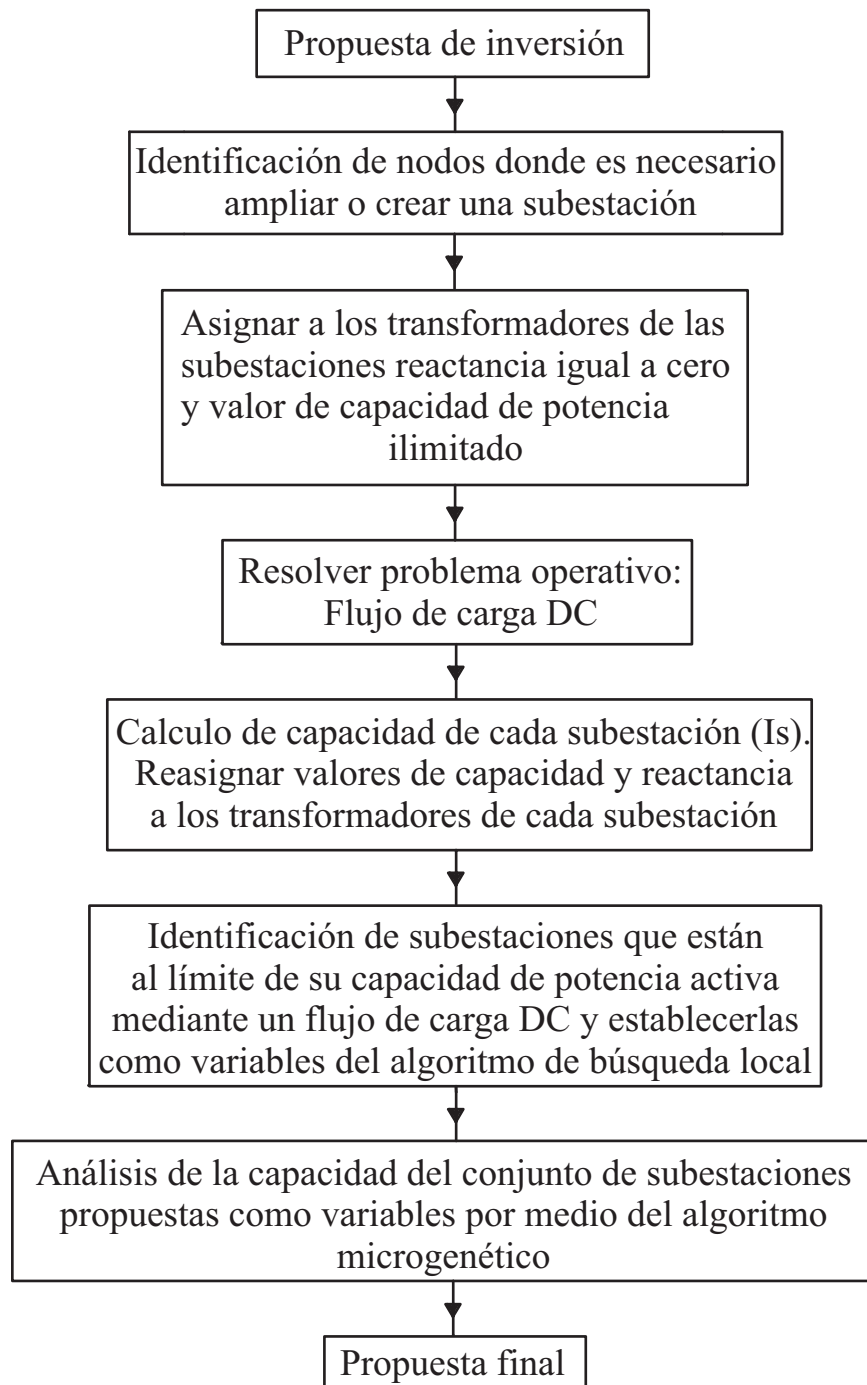 Propuesta de inversión
Identificación de nodos donde es necesario
ampliar o crear una subestación
Asignar a los transformadores de las
subestaciones reactancia igual a cero
y valor de capacidad de potencia
ilimitado
Resolver problema operativo:
Flujo de carga DC
Calculo de capacidad de cada subestación (Is).
Reasignar valores de capacidad y reactancia
a los transformadores de cada subestación
Identificación de subestaciones que están
al límite de su capacidad de potencia activa
mediante un flujo de carga DC y establecerlas
como variables del algoritmo de búsqueda local
Análisis de la capacidad del conjunto de subestaciones
propuestas como variables por medio del algoritmo
microgenético
Propuesta final